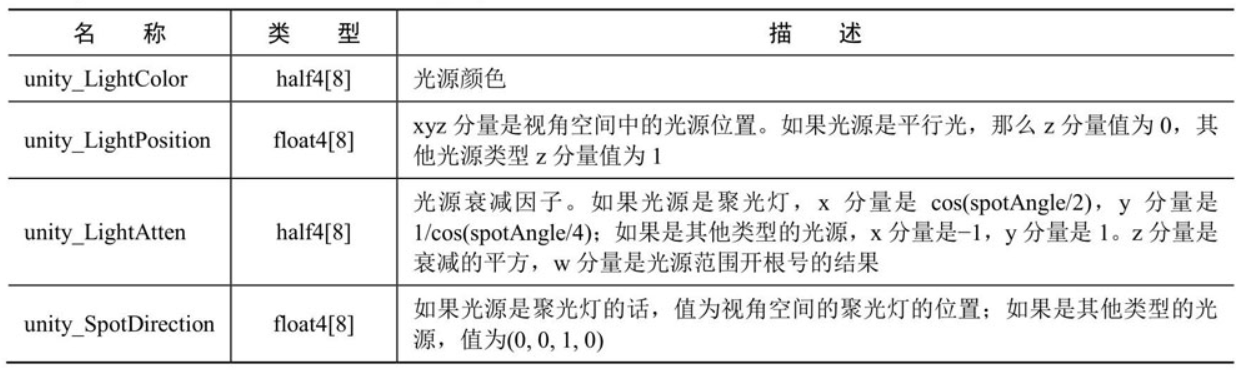 名 称 类 型 描 述
unity_LightColor half4[8] 光源颜色
unity_LightPosition float4[8] xyz 分量是视角空间中的光源位置。如果光源是平行光，那么 z 分量值为 0，其
他光源类型 z 分量值为 1
unity_LightAtten half4[8] 光源衰减因子。如果光源是聚光灯，x 分量是 cos(spotAngle/2)，y 分量是
1/cos(spotAngle/4)；如果是其他类型的光源，x 分量是−1，y 分量是 1。z 分量是
衰减的平方，w 分量是光源范围开根号的结果
unity_SpotDirection float4[8] 如果光源是聚光灯的话，值为视角空间的聚光灯的位置；如果是其他类型的光
源，值为(0, 0, 1, 0)